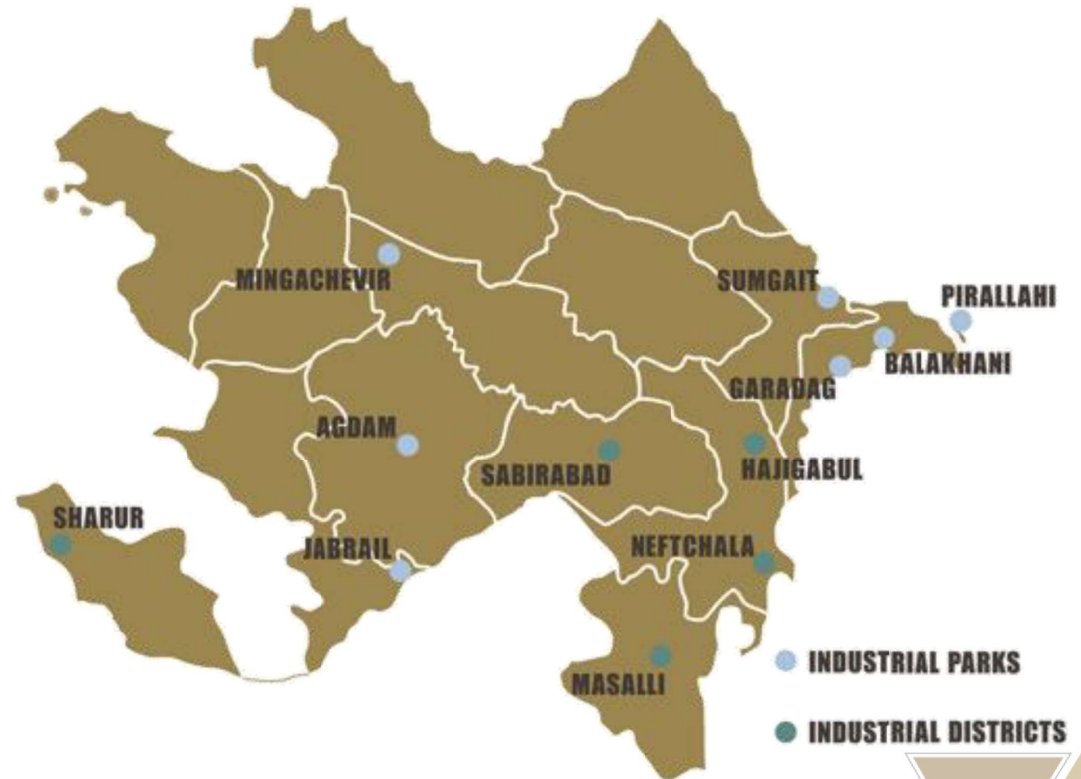 MINGACHEVIR
SUMGAIT
PIRALLAHI
BALAKHANI
GARADAG
AGDAM
SABIRABAD
HAJIGABUL
SHARUR
JABRAIL
NEFTCHALA
MASALLI
INDUSTRIAL PARKS
INDUSTRIAL DISTRICTS